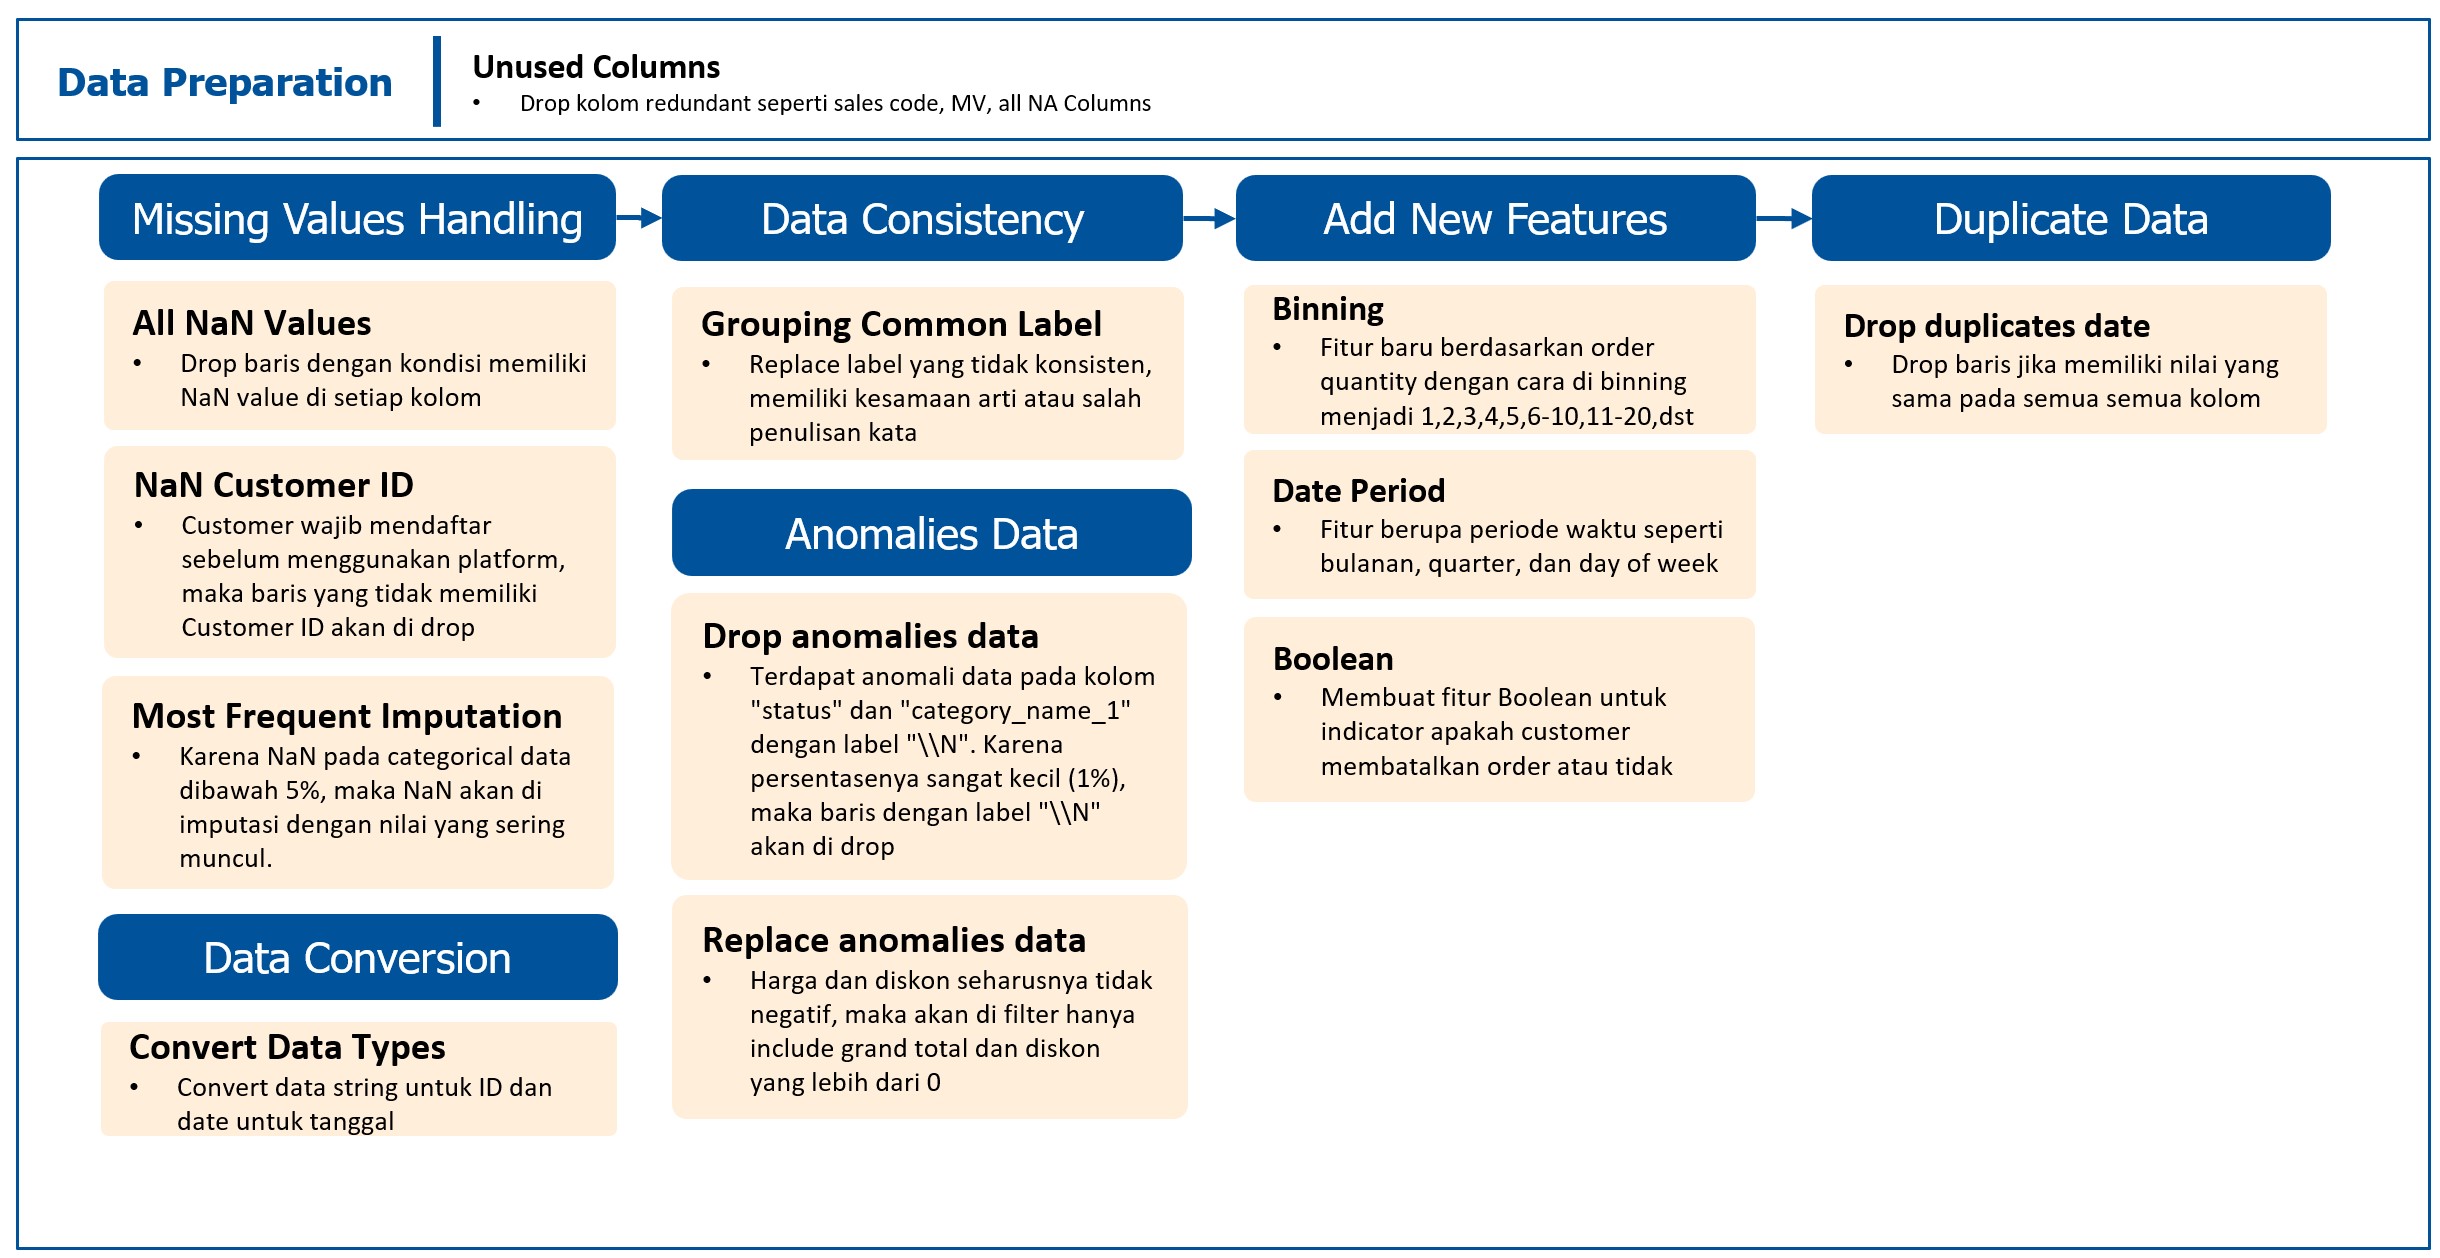 Data Preparation
Unused Columns
• Drop kolom redundant seperti sales code, MV, all NA Columns
Missing Values Handling
All NaN Values
• Drop baris dengan kondisi memiliki
NaN value di setiap kolom
NaN Customer ID
• Customer wajib mendaftar
sebelum menggunakan platform,
maka baris yang tidak memiliki
Customer ID akan di drop
Most Frequent Imputation
• Karena NaN pada categorical data
dibawah 5%, maka NaN akan di
imputasi dengan nilai yang sering
muncul.
Data Conversion
Convert Data Types
• Convert data string untuk ID dan
date untuk tanggal
Data Consistency
Grouping Common Label
• Replace label yang tidak konsisten,
memiliki kesamaan arti atau salah
penulisan kata
Anomalies Data
Drop anomalies data
• Terdapat anomali data pada kolom
"status" dan "category_name_1"
dengan label "\\N". Karena
persentasenya sangat kecil (1%),
maka baris dengan label "\\N"
akan di drop
Replace anomalies data
• Harga dan diskon seharusnya tidak
negatif, maka akan di filter hanya
include grand total dan diskon
yang lebih dari 0
Add New Features
Binning
• Fitur baru berdasarkan order
quantity dengan cara di binning
menjadi 1,2,3,4,5,6-10,11-20,dst
Date Period
• Fitur berupa periode waktu seperti
bulanan, quarter, dan day of week
Boolean
• Membuat fitur Boolean untuk
indicator apakah customer
membatalkan order atau tidak
Duplicate Data
Drop duplicates date
• Drop baris jika memiliki nilai yang
sama pada semua semua kolom